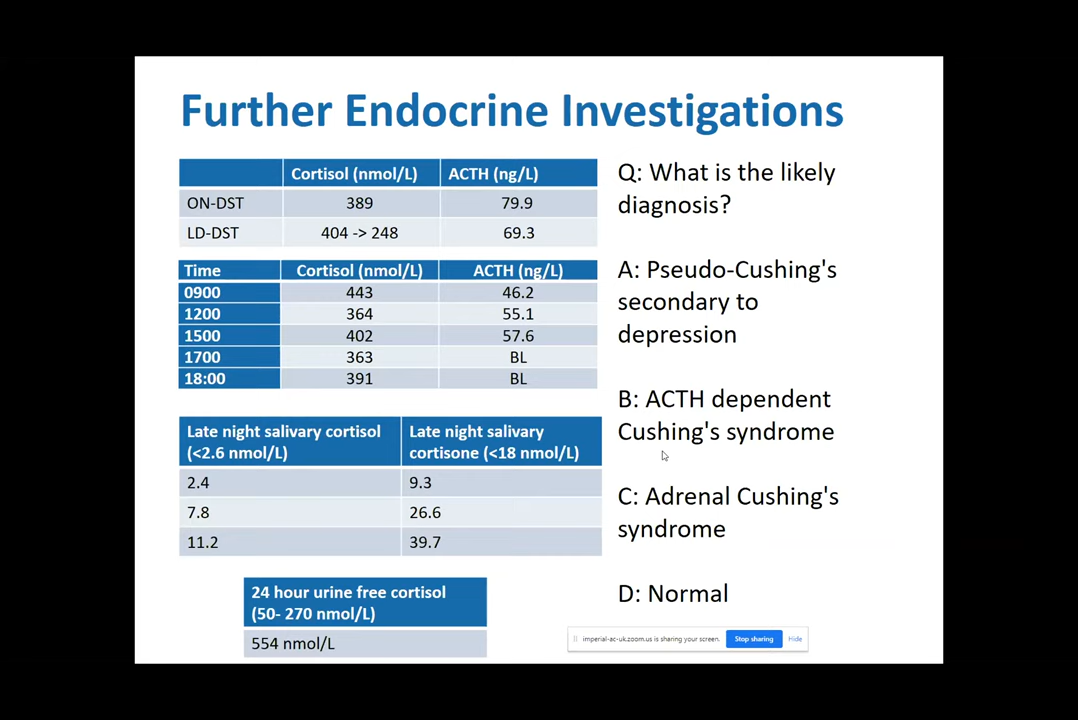 Further Endocrine Investigations
Cortisol (nmol/L) ACTH (ng/L)
ON-DST 389 79.9
LD-DST 404 -> 248 69.3
Time Cortisol (nmol/L) ACTH (ng/L)
0900 443 46.2
1200 364 55.1
1500 402 57.6
1700 363 BL
18:00 391 BL
Late night salivary cortisol
(<2.6 nmol/L)
Late night salivary
cortisone (<18 nmol/L)
2.4 9.3
7.8 26.6
11.2 39.7
24 hour urine free cortisol
(50- 270 nmol/L)
554 nmol/L
Q: What is the likely
diagnosis?
A: Pseudo-Cushing's
secondary to
depression
B: ACTH dependent
Cushing's syndrome
C: Adrenal Cushing's
syndrome
D: Normal
imperial-ac-uk.zoom.us is sharing your screen. Stop sharing Hide